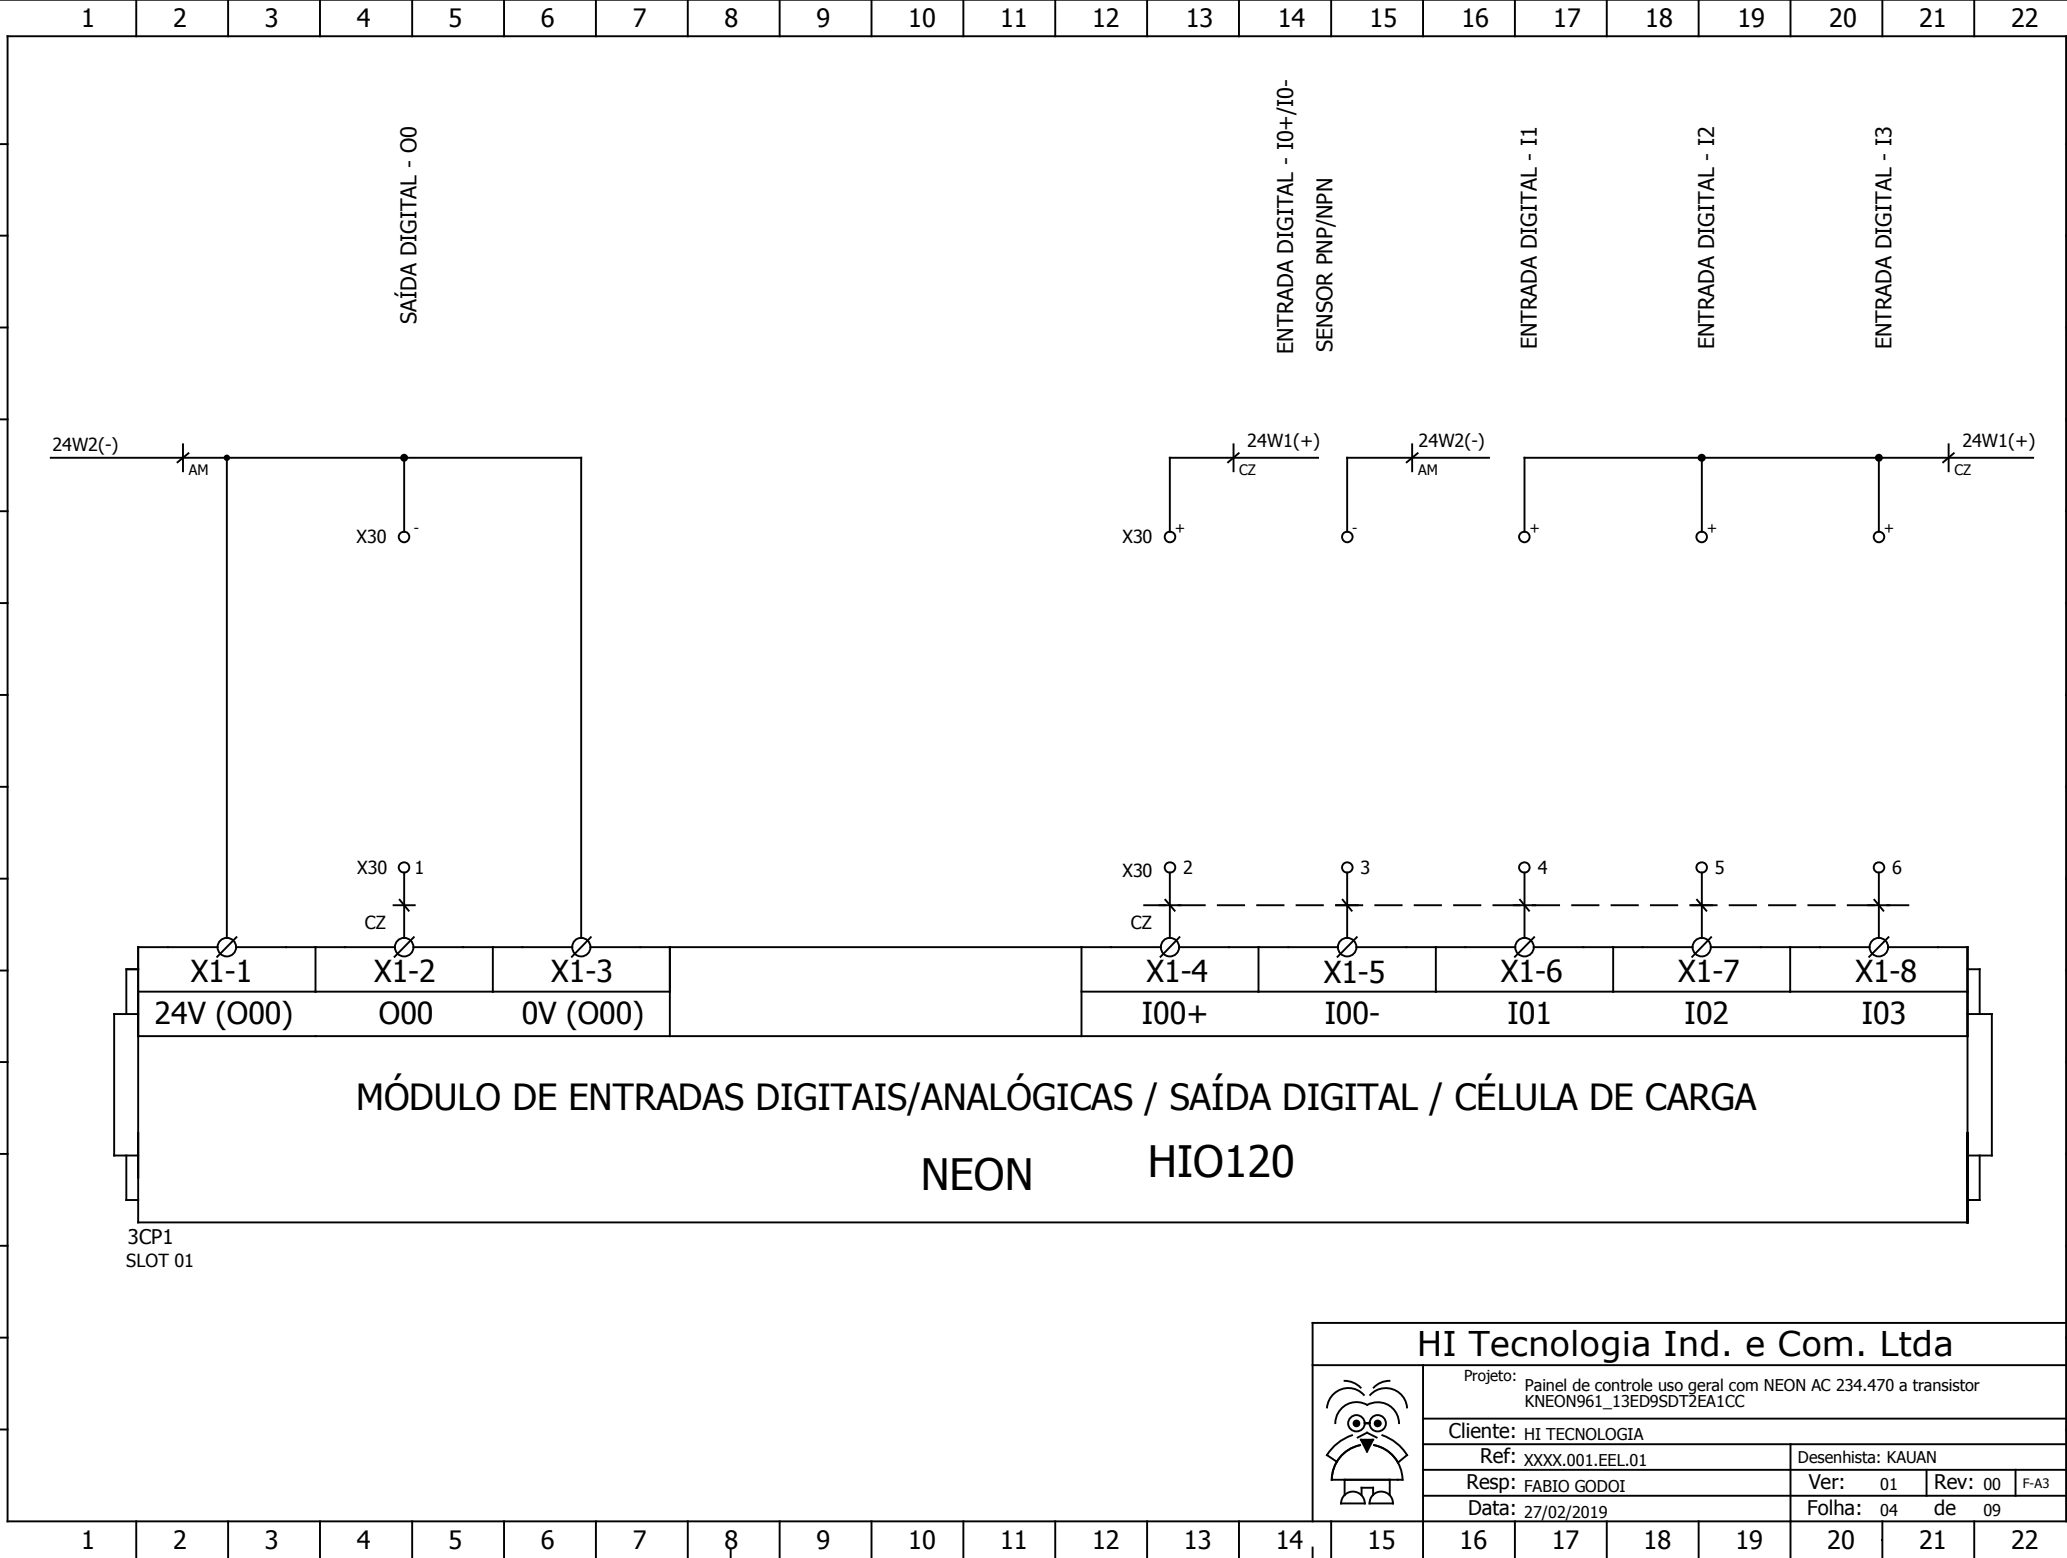 1 2 3 4 5 6 7 8 9 10 11 12 13 14 15 16 17 18 19 20 21 22
SAÍDA DIGITAL - O0
ENTRADA DIGITAL - I0+/I0-
SENSOR PNP/NPN
ENTRADA DIGITAL - I1
ENTRADA DIGITAL - I2
ENTRADA DIGITAL - I3
24W2(-) 24W1(+) 24W2(-) 24W1(+)
AM CZ AM CZ
X30 - X30 + - + + +
X30 1 X30 2 3 4 5 6
CZ CZ
X1-1 X1-2 X1-3 X1-4 X1-5 X1-6 X1-7 X1-8
24V (O00) O00 0V (O00) I00+ I00- I01 I02 I03
MÓDULO DE ENTRADAS DIGITAIS/ANALÓGICAS / SAÍDA DIGITAL / CÉLULA DE CARGA
NEON HIO120
3CP1
SLOT 01
HI Tecnologia Ind. e Com. Ltda
Projeto: Painel de controle uso geral com NEON AC 234.470 a transistor
KNEON961_13ED9SDT2EA1CC
Cliente: HI TECNOLOGIA
Ref: XXXX.001.EEL.01 Desenhista: KAUAN
Resp: FABIO GODOI Ver: 01 Rev: 00 F-A3
Data: 27/02/2019 Folha: 04 de 09
1 2 3 4 5 6 7 8 9 10 11 12 13 14 15 16 17 18 19 20 21 22